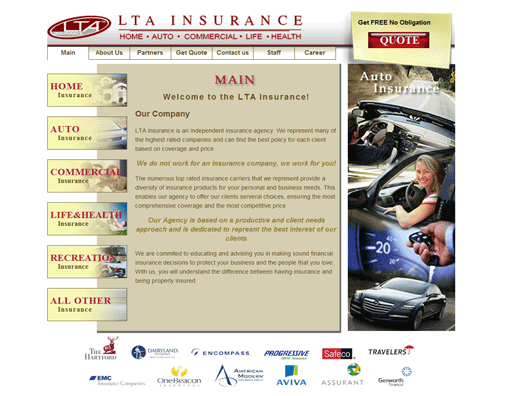 LTA
LTA INSURANCE
HOME • AUTO • COMMERCIAL • LIFE • HEALTH
Get FREE No Obligation
QUOTE
Main About Us Partners Get Quote Contact us Staff Career
HOME
Insurance
AUTO
Insurance
COMMERCIAL
Insurance
LIFE&HEALTH
Insurance
RECREATION
Insurance
ALL OTHER
Insurance
MAIN
Welcome to the LTA Insurance!
Our Company
LTA Insurance is an independent insurance agency. We represent many of
the highest rated companies and can find the best policy for each client
based on coverage and price
We do not work for an insurance company, we work for you!
The numerous top rated insurance carriers that we represent provide a
diversity of insurance products for your personal and business needs. This
enables our agency to offer our clients serveral choices, ensuring the most
comprehensive coverage and the most competitive price
Our Agency is based on a productive and client needs
approach and is dedicated to represnt the best interest of our
clients
We are commited to educating and advising you in making sound financial
insurance decisions to protect your business and the people that you love.
With us, you will understand the difference between having insurance and
being properly insured
Auto
Insurance
20
THE
HARTFORD
DAIRYLAND
ENCOMPASS
PROGRESSIVE
Safeco
TRAVELERS
EMC
Insurance Companies
OneBeacon
INSURANCE
AMERICAN
MODERN
AVIVA
ASSURANT
Genworth
Financial